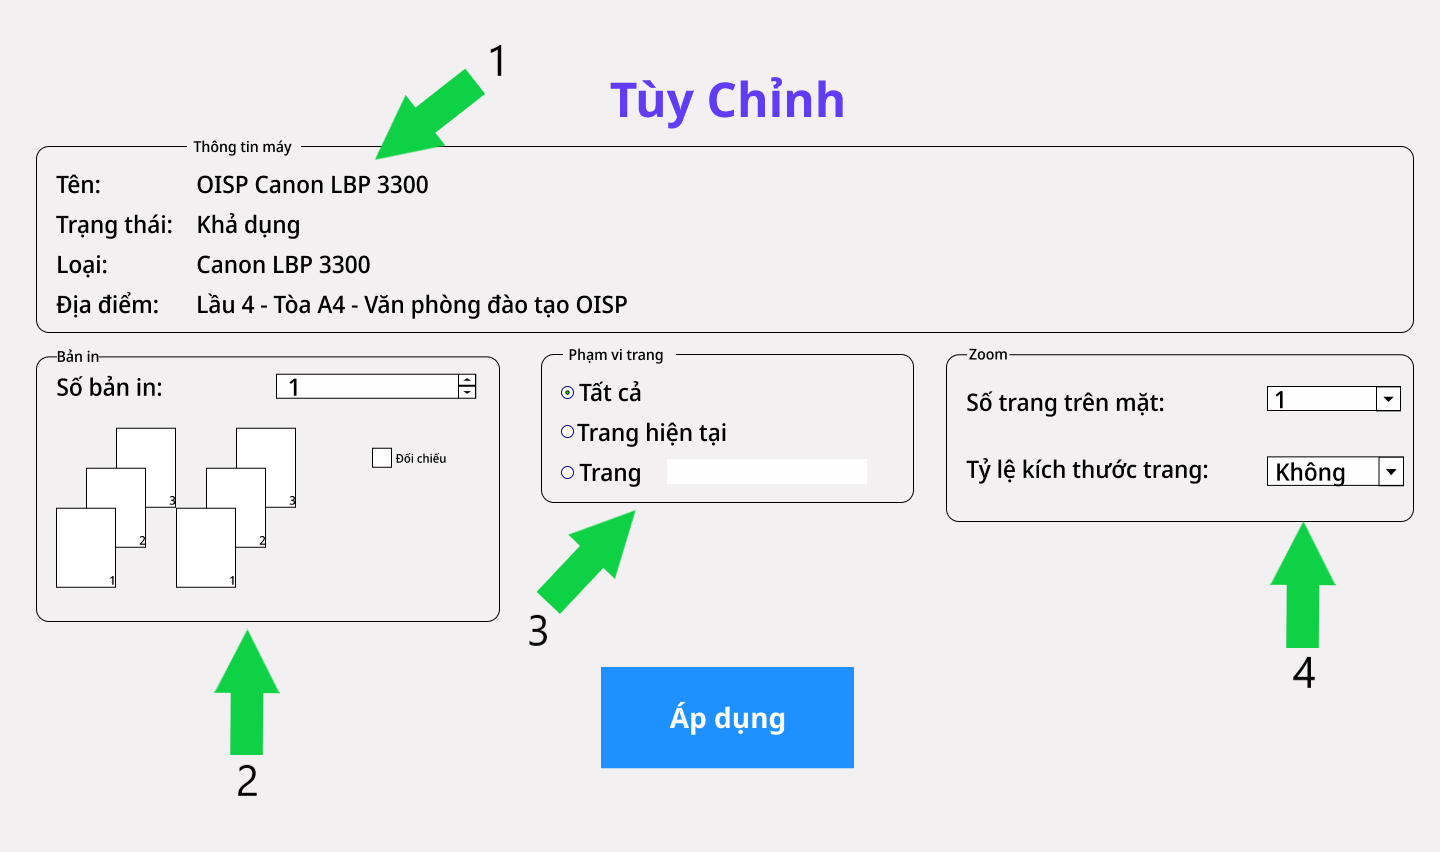 1
Tùy Chỉnh
Thông tin máy
Tên: OISP Canon LBP 3300
Trạng thái: Khả dụng
Loại: Canon LBP 3300
Địa điểm: Lầu 4 - Tòa A4 - Văn phòng đào tạo OISP
Bản in
Số bản in: 1
Đối chiếu
3
3
2
2
1
1
2
Phạm vi trang
Tất cả
Trang hiện tại
Trang
3
Zoom
Số trang trên mặt: 1
Tỷ lệ kích thước trang: Không
4
Áp dụng